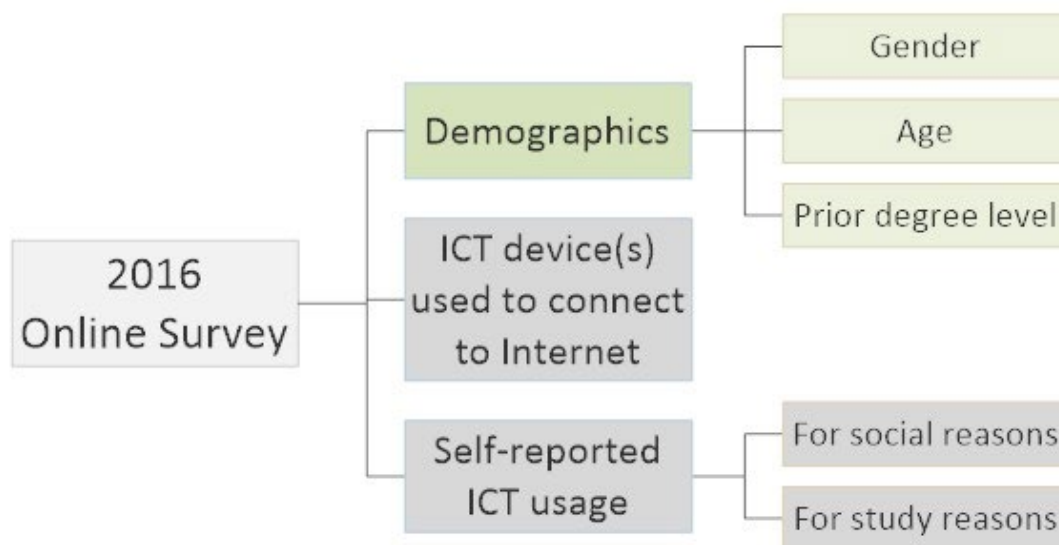 2016
Online Survey
Demographics
Gender
Age
Prior degree level
ICT device(s)
used to connect
to Internet
Self-reported
ICT usage
For social reasons
For study reasons